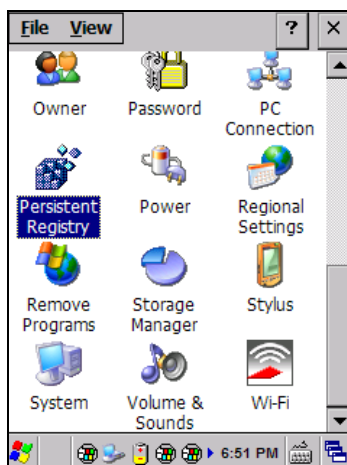 File View ? ×
Owner Password PC
Connection
Persistent Power Regional
Registry Settings
Remove Storage Stylus
Programs Manager
System Volume & Wi-Fi
Sounds
6:51 PM